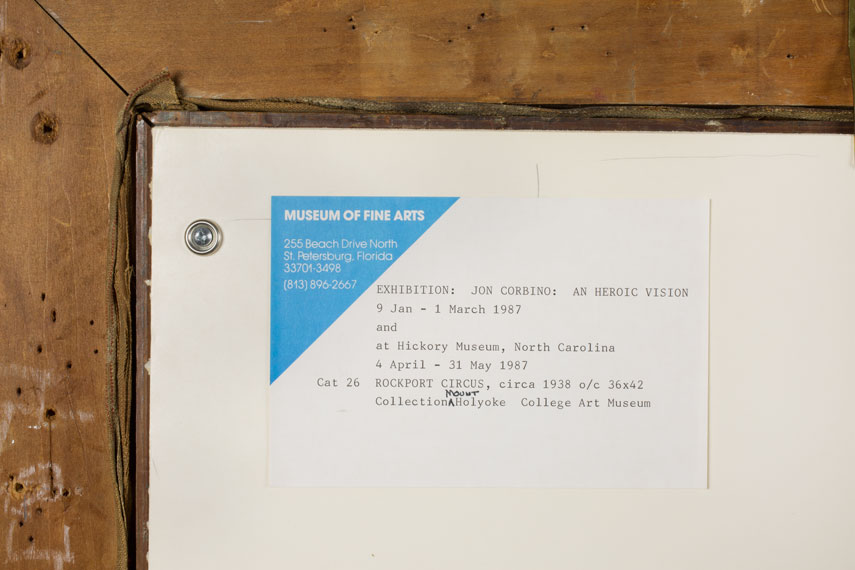 MUSEUM OF FINE ARTS
255 Beach Drive North
St. Petersburg, Florida
33701-3498
(813) 896-2667
EXHIBITION: JON CORBINO: AN HEROIC VISION
9 Jan - 1 March 1987
and
at Hickory Museum, North Carolina
4 April - 31 May 1987
Cat 26 ROCKPORT CIRCUS, circa 1938 o/c 36x42
MOUNT
Collection Holyoke College Art Museum